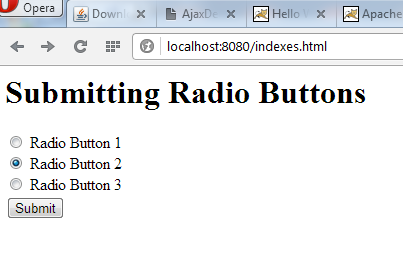 Opera
Downl
AjaxDe
Hello
Apache
localhost:8080/indexes.html
Submitting Radio Buttons
Radio Button 1
Radio Button 2
Radio Button 3
Submit